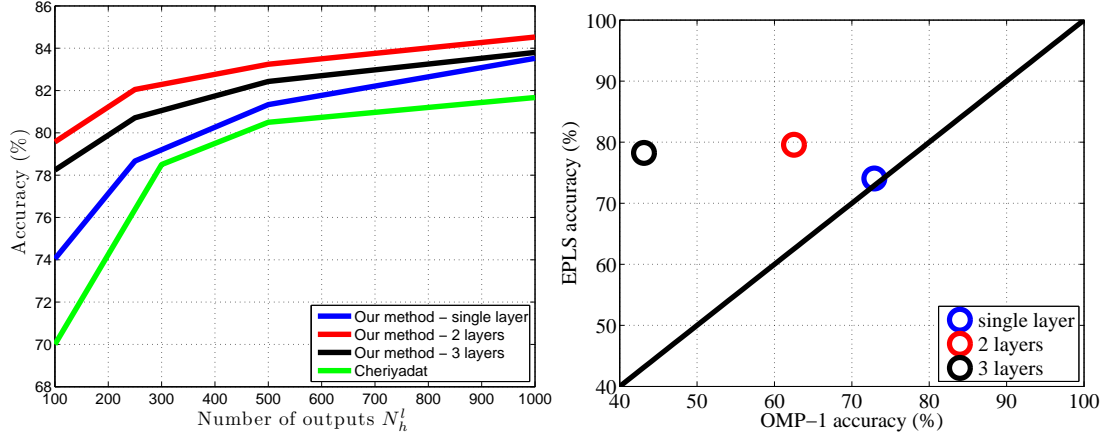 86
84
82
80
78
76
74
72
70
68
Accuracy (%)
100 200 300 400 500 600 700 800 900 1000
Number of outputs N_h^l
Our method – single layer
Our method – 2 layers
Our method – 3 layers
Cheriyadat
100
90
80
70
60
50
40
EPLS accuracy (%)
40 50 60 70 80 90 100
OMP−1 accuracy (%)
single layer
2 layers
3 layers